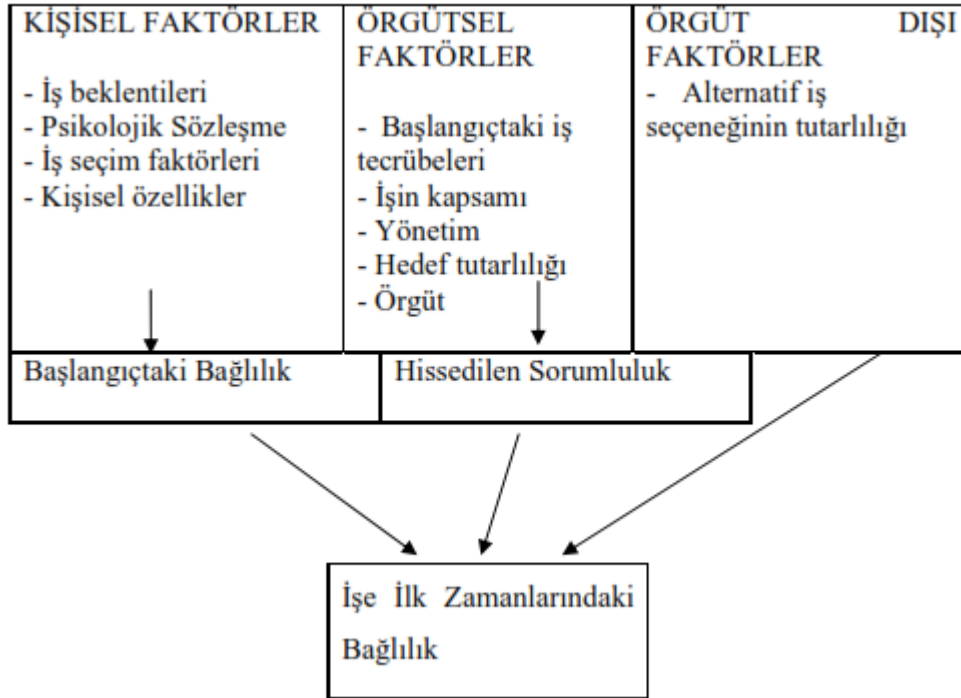 KİŞİSEL FAKTÖRLER
- İş beklentileri
- Psikolojik Sözleşme
- İş seçim faktörleri
- Kişisel özellikler
ÖRGÜTSEL
FAKTÖRLER
- Başlangıçtaki iş
tecrübeleri
- İşin kapsamı
- Yönetim
- Hedef tutarlılığı
- Örgüt
ÖRGÜT DIŞI
FAKTÖRLER
- Alternatif iş
seçeneğinin tutarlılığı
Başlangıçtaki Bağlılık
Hissedilen Sorumluluk
İşe İlk Zamanlarındaki
Bağlılık